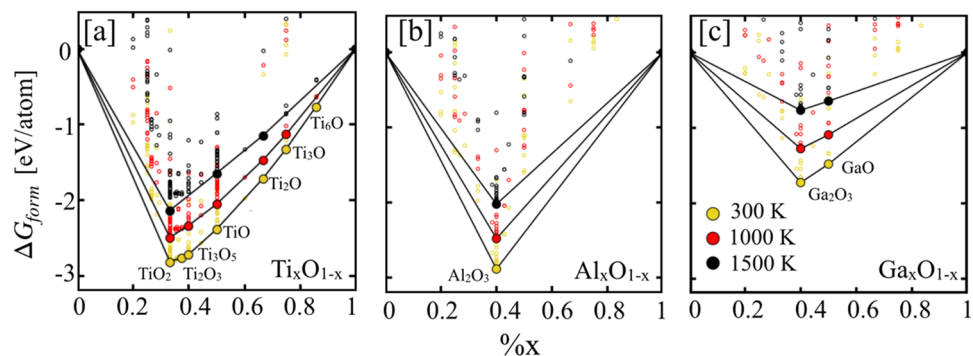 [a]
[b]
[c]
ΔG_form [eV/atom]
0
-1
-2
-3
Ti₆O
Ti₃O
Ti₂O
TiO
Ti₃O₅
Ti₂O₃
TiO₂
TiₓO₁₋ₓ
Al₂O₃
AlₓO₁₋ₓ
GaO
Ga₂O₃
300 K
1000 K
1500 K
GaₓO₁₋ₓ
0 0.2 0.4 0.6 0.8 1
0 0.2 0.4 0.6 0.8 1
0 0.2 0.4 0.6 0.8 1
%x